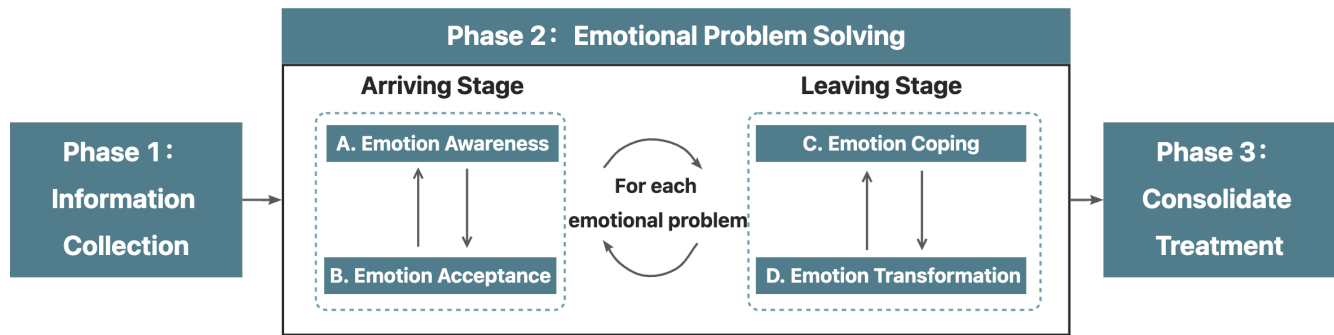 Phase 1：
Information
Collection
Phase 2：Emotional Problem Solving
Arriving Stage
A. Emotion Awareness
B. Emotion Acceptance
For each
emotional problem
Leaving Stage
C. Emotion Coping
D. Emotion Transformation
Phase 3：
Consolidate
Treatment